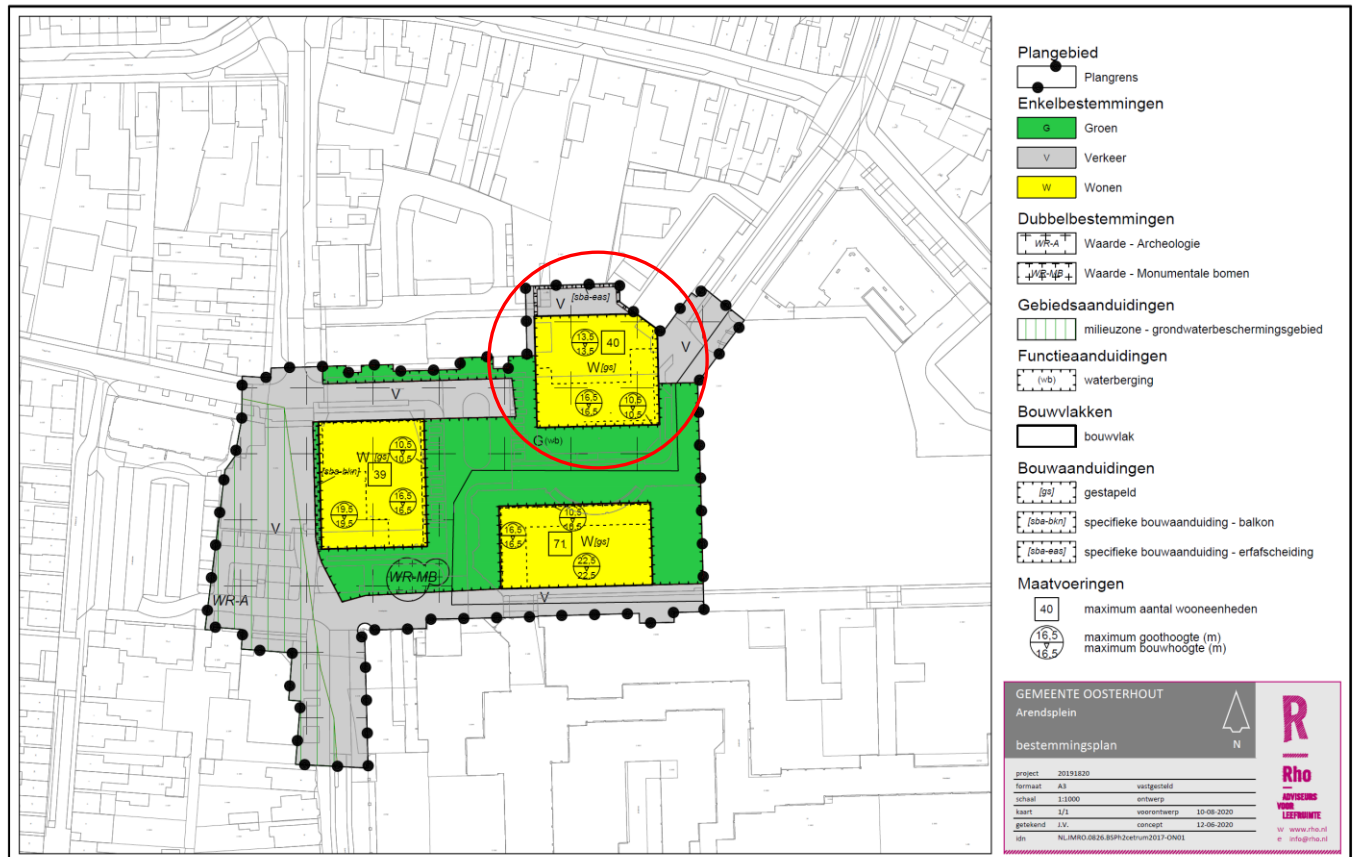 V
[sba-eas]
13,5
13,5
40
W[gs]
16,5
16,5
10,5
10,5
V
V
G(wb)
W[gs]
10,5
10,5
[sba-bkn]
39
16,5
16,5
19,5
19,5
V
10,5
10,5
16,5
16,5
71
W[gs]
22,5
22,5
WR-MB
WR-A
V
Plangebied
Plangrens
Enkelbestemmingen
G Groen
V Verkeer
W Wonen
Dubbelbestemmingen
WR-A Waarde - Archeologie
WR-MB Waarde - Monumentale bomen
Gebiedsaanduidingen
milieuzone - grondwaterbeschermingsgebied
Functieaanduidingen
(wb) waterberging
Bouwvlakken
bouwvlak
Bouwaanduidingen
[gs] gestapeld
[sba-bkn] specifieke bouwaanduiding - balkon
[sba-eas] specifieke bouwaanduiding - erfafscheiding
Maatvoeringen
40 maximum aantal wooneenheden
16,5 maximum goothoogte (m)
16,5 maximum bouwhoogte (m)
GEMEENTE OOSTERHOUT
Arendsplein
bestemmingsplan
N
project 20191820
formaat A3 vastgesteld
schaal 1:1000 ontwerp
kaart 1/1 voorontwerp 10-08-2020
getekend J.V. concept 12-06-2020
idn NL.IMRO.0826.BSPh2cetrum2017-ON01
R
Rho
ADVISEURS
VOOR
LEEFRUIMTE
w www.rho.nl
e info@rho.nl